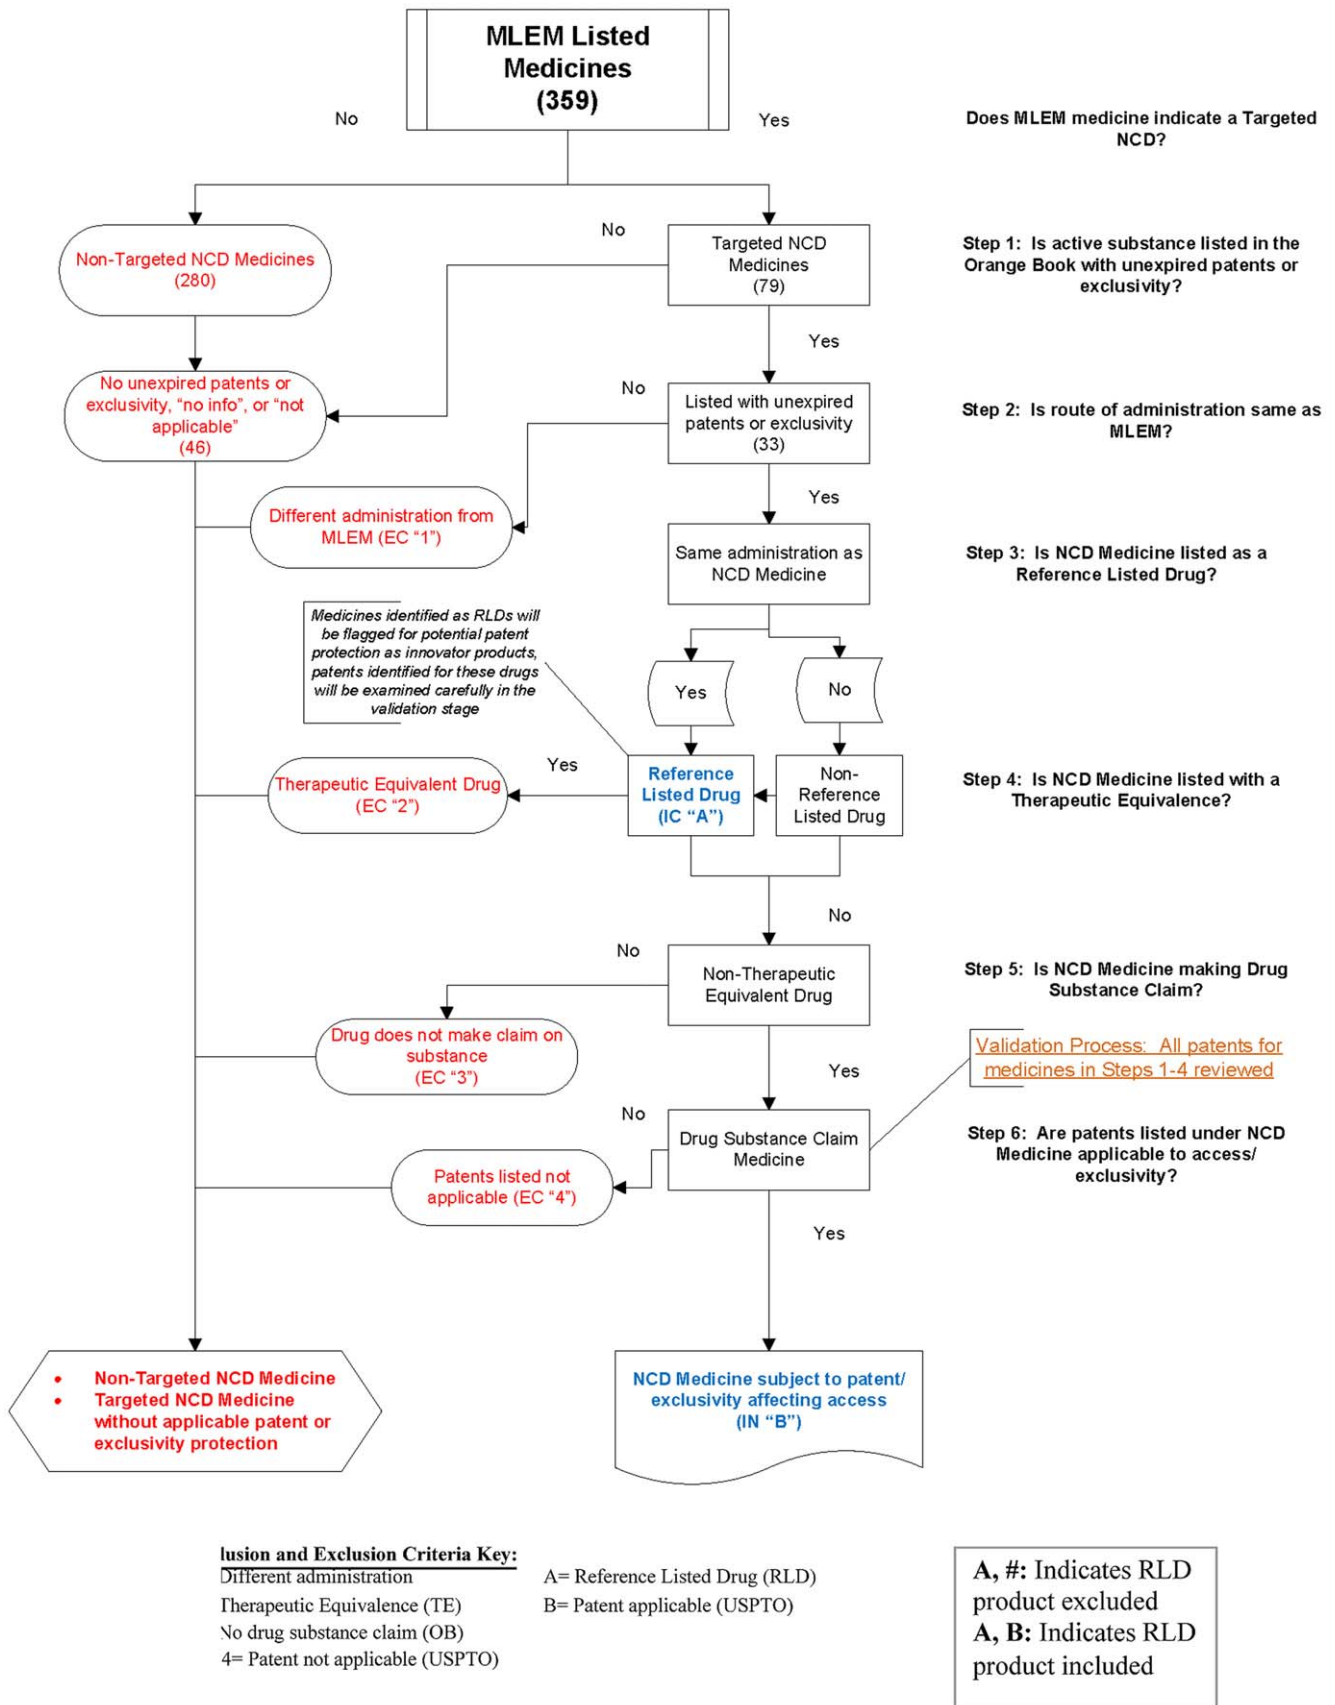 MLEM Listed
Medicines
(359)
No
Yes
Does MLEM medicine indicate a Targeted
NCD?
Non-Targeted NCD Medicines
(280)
No
Targeted NCD
Medicines
(79)
Step 1: Is active substance listed in the
Orange Book with unexpired patents or
exclusivity?
Yes
No unexpired patents or
exclusivity, “no info”, or “not
applicable”
(46)
No
Listed with unexpired
patents or exclusivity
(33)
Step 2: Is route of administration same as
MLEM?
Yes
Different administration from
MLEM (EC “1”)
Same administration as
NCD Medicine
Step 3: Is NCD Medicine listed as a
Reference Listed Drug?
Medicines identified as RLDs will
be flagged for potential patent
protection as innovator products,
patents identified for these drugs
will be examined carefully in the
validation stage
Yes
No
Therapeutic Equivalent Drug
(EC “2”)
Yes
Reference
Listed Drug
(IC “A”)
Non-
Reference
Listed Drug
Step 4: Is NCD Medicine listed with a
Therapeutic Equivalence?
No
No
Non-Therapeutic
Equivalent Drug
Step 5: Is NCD Medicine making Drug
Substance Claim?
Drug does not make claim on
substance
(EC “3”)
Yes
Validation Process: All patents for
medicines in Steps 1-4 reviewed
No
Drug Substance Claim
Medicine
Step 6: Are patents listed under NCD
Medicine applicable to access/
exclusivity?
Patents listed not
applicable (EC “4”)
Yes
• Non-Targeted NCD Medicine
• Targeted NCD Medicine
without applicable patent or
exclusivity protection
NCD Medicine subject to patent/
exclusivity affecting access
(IN “B”)
lusion and Exclusion Criteria Key:
Different administration
Therapeutic Equivalence (TE)
No drug substance claim (OB)
4= Patent not applicable (USPTO)
A= Reference Listed Drug (RLD)
B= Patent applicable (USPTO)
A, #: Indicates RLD
product excluded
A, B: Indicates RLD
product included